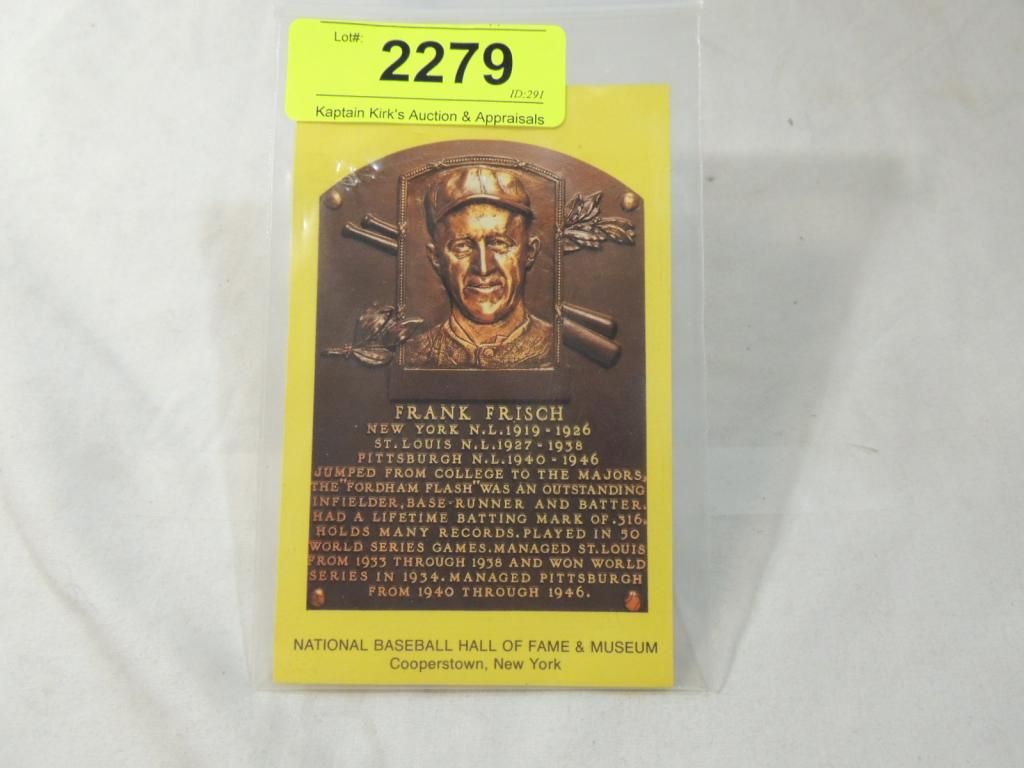 Lot#:
2279
ID:291
Kaptain Kirk's Auction & Appraisals
FRANK FRISCH
NEW YORK N.L.1919-1926
ST. LOUIS N.L.1927-1938
PITTSBURGH N.L.1940-1946
JUMPED FROM COLLEGE TO THE MAJORS,
THE "FORDHAM FLASH" WAS AN OUTSTANDING
INFIELDER, BASE-RUNNER AND BATTER.
HAD A LIFETIME BATTING MARK OF .316.
HOLDS MANY RECORDS. PLAYED IN 50
WORLD SERIES GAMES. MANAGED ST. LOUIS
FROM 1933 THROUGH 1938 AND WON WORLD
SERIES IN 1934. MANAGED PITTSBURGH
FROM 1940 THROUGH 1946.
NATIONAL BASEBALL HALL OF FAME & MUSEUM
Cooperstown, New York